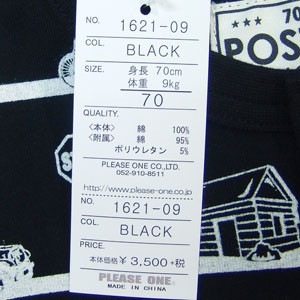 NO. 1621-09
COL. BLACK
SIZE. 身長 70cm
体重 9kg
70
QUALITY.
〈本体〉 綿 100%
〈附属〉 綿 95%
ポリウレタン 5%
PLEASE ONE CO.,LTD.
052-910-8511
http://www.please-one.co.jp
NO. 1621-09
COL. BLACK
PRICE.
本体価格 ¥3,500+税
PLEASE ONE.
MADE IN CHINA
70
POS